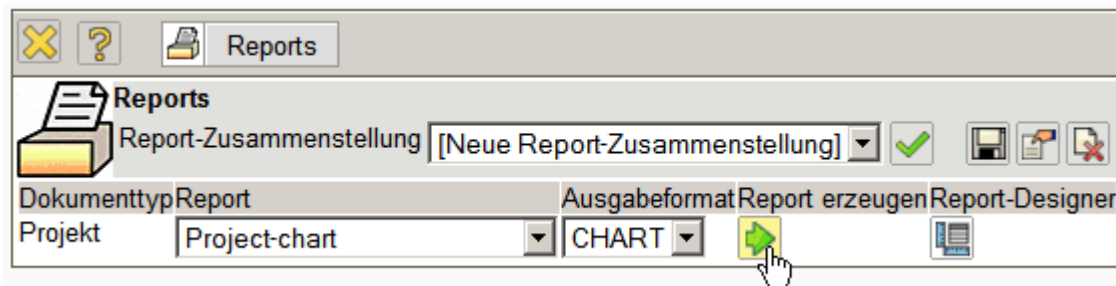 Reports
Reports
Report-Zusammenstellung [Neue Report-Zusammenstellung]
Dokumenttyp Report Ausgabeformat Report erzeugen Report-Designer
Projekt Project-chart CHART